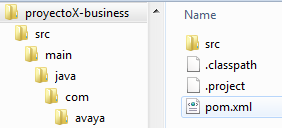 proyectoX-business
src
main
java
com
avaya
Name
src
.classpath
.project
pom.xml